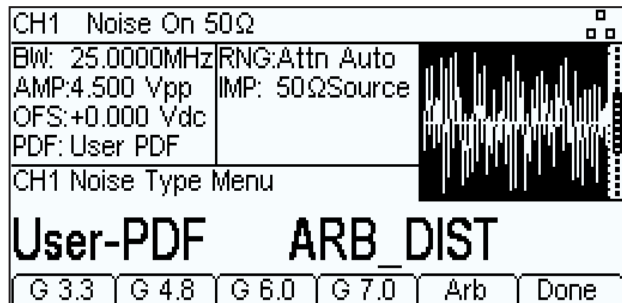 CH1 Noise On 50Ω
BW: 25.0000MHz RNG:Attn Auto
AMP:4.500 Vpp IMP: 50ΩSource
OFS:+0.000 Vdc
PDF: User PDF
CH1 Noise Type Menu
User-PDF ARB_DIST
G 3.3 G 4.8 G 6.0 G 7.0 Arb Done